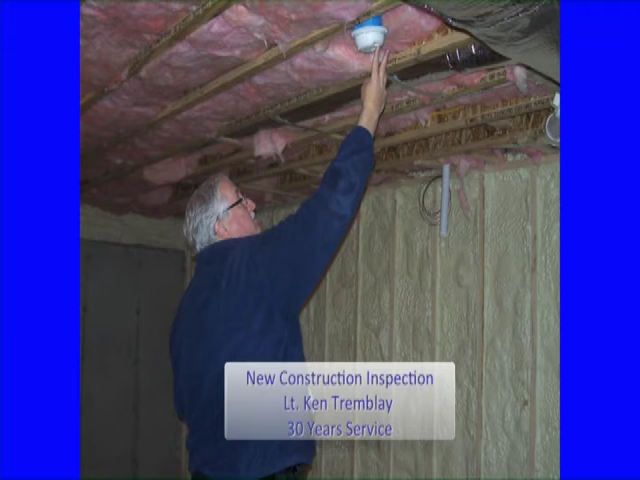 New Construction Inspection
Lt. Ken Tremblay
30 Years Service